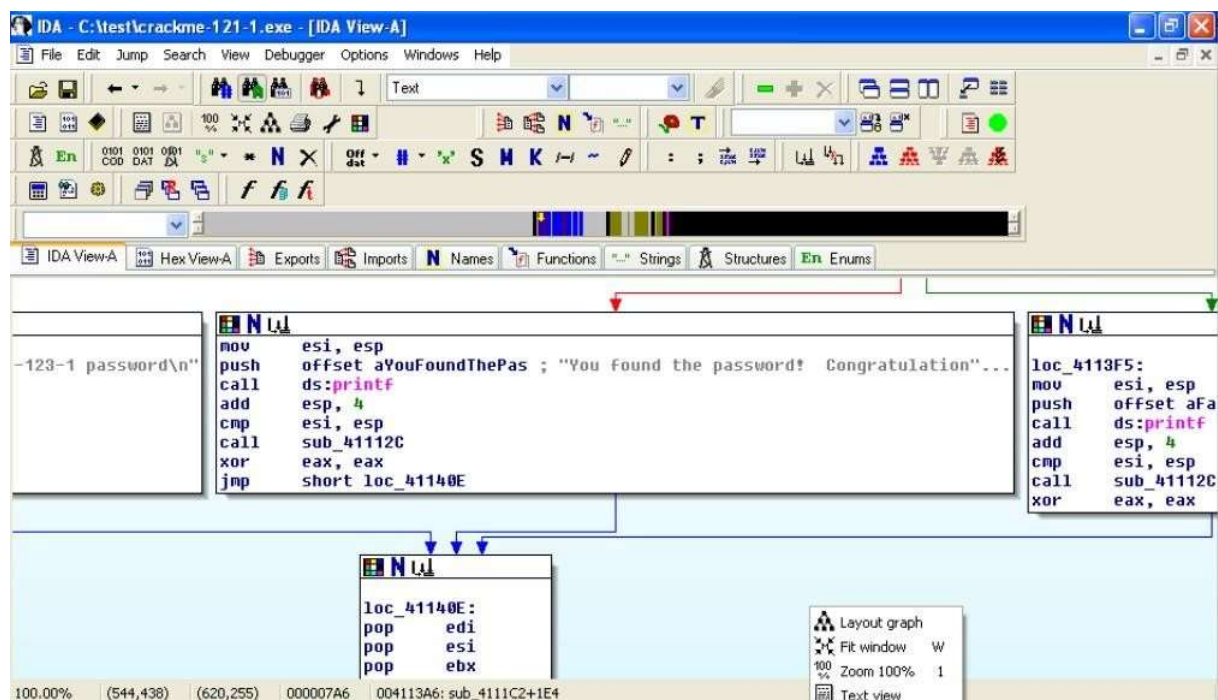 IDA - C:\test\crackme-121-1.exe - [IDA View-A]
File Edit Jump Search View Debugger Options Windows Help
Text
En
IDA View-A Hex View-A Exports Imports N Names Functions Strings Structures En Enums
-123-1 password\n"
mov esi, esp
push offset aYouFoundThePas ; "You found the password!  Congratulation"...
call ds:printf
add esp, 4
cmp esi, esp
call sub_41112C
xor eax, eax
jmp short loc_41140E
loc_4113F5:
mov esi, esp
push offset aFa
call ds:printf
add esp, 4
cmp esi, esp
call sub_41112C
xor eax, eax
loc_41140E:
pop edi
pop esi
pop ebx
Layout graph
Fit window W
Zoom 100% 1
Text view
100.00% (544,438) (620,255) 000007A6 004113A6: sub_4111C2+1E4